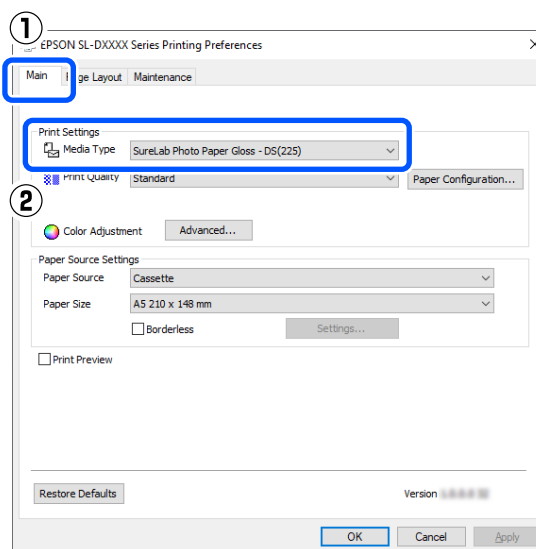 ①
EPSON SL-DXXXX Series Printing Preferences
Main Page Layout Maintenance
Print Settings
Media Type SureLab Photo Paper Gloss - DS(225)
Print Quality Standard Paper Configuration...
②
Color Adjustment Advanced...
Paper Source Settings
Paper Source Cassette
Paper Size A5 210 x 148 mm
Borderless Settings...
Print Preview
Restore Defaults Version
OK Cancel Apply